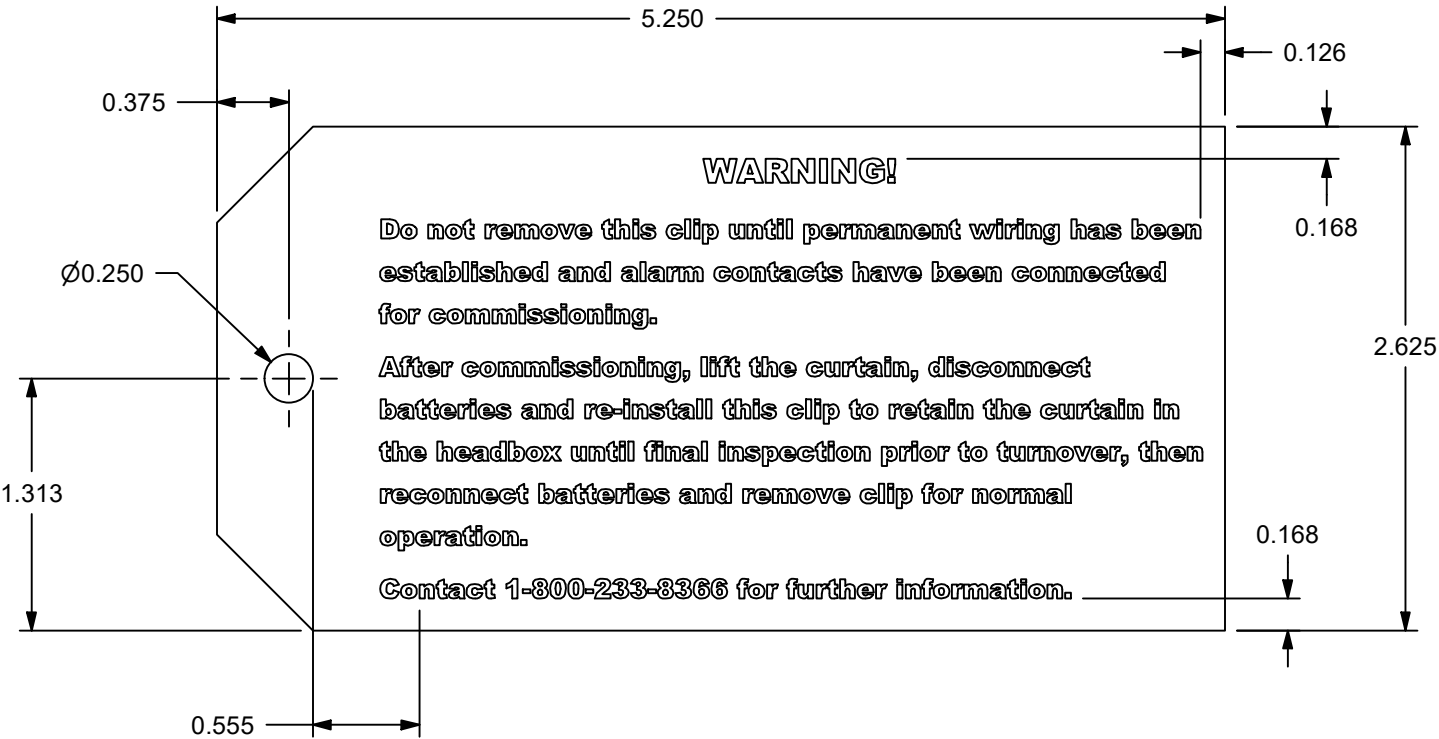 5.250
0.126
0.375
WARNING!
0.168
Do not remove this clip until permanent wiring has been
established and alarm contacts have been connected
for commissioning.
Ø0.250
2.625
After commissioning, lift the curtain, disconnect
batteries and re-install this clip to retain the curtain in
the headbox until final inspection prior to turnover, then
reconnect batteries and remove clip for normal
operation.
1.313
0.168
Contact 1-800-233-8366 for further information.
0.555